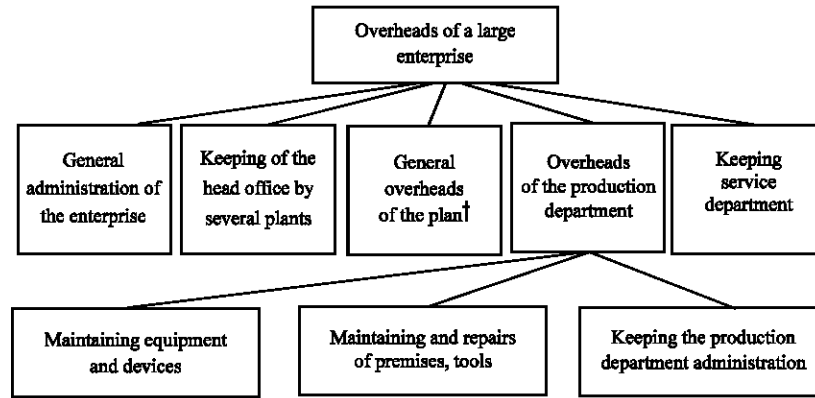 Overheads of a large
enterprise
General
administration of
the enterprise
Keeping of the
head office by
several plants
General
overheads
of the plan†
Overheads
of the production
department
Keeping
service
department
Maintaining equipment
and devices
Maintaining and repairs
of premises, tools
Keeping the production
department administration